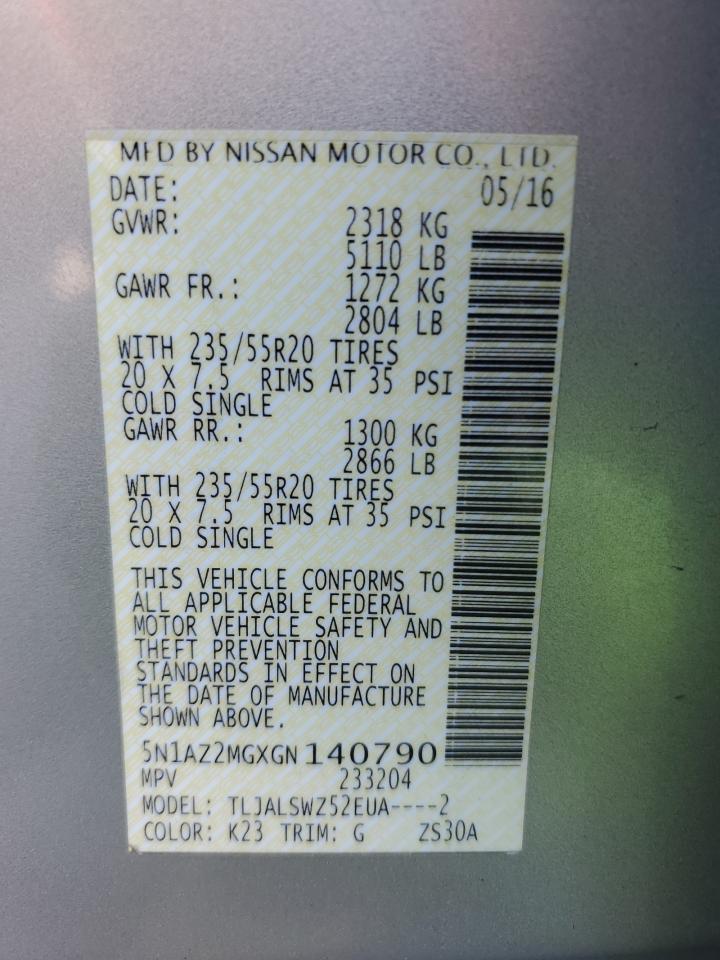 MFD BY NISSAN MOTOR CO., LTD.
DATE: 05/16
GVWR: 2318 KG
5110 LB
GAWR FR.: 1272 KG
2804 LB
WITH 235/55R20 TIRES
20 X 7.5 RIMS AT 35 PSI
COLD SINGLE
GAWR RR.: 1300 KG
2866 LB
WITH 235/55R20 TIRES
20 X 7.5 RIMS AT 35 PSI
COLD SINGLE
THIS VEHICLE CONFORMS TO
ALL APPLICABLE FEDERAL
MOTOR VEHICLE SAFETY AND
THEFT PREVENTION
STANDARDS IN EFFECT ON
THE DATE OF MANUFACTURE
SHOWN ABOVE.
5N1AZ2MGXGN140790
MPV 233204
MODEL: TLJALSWZ52EUA----2
COLOR: K23 TRIM: G ZS30A